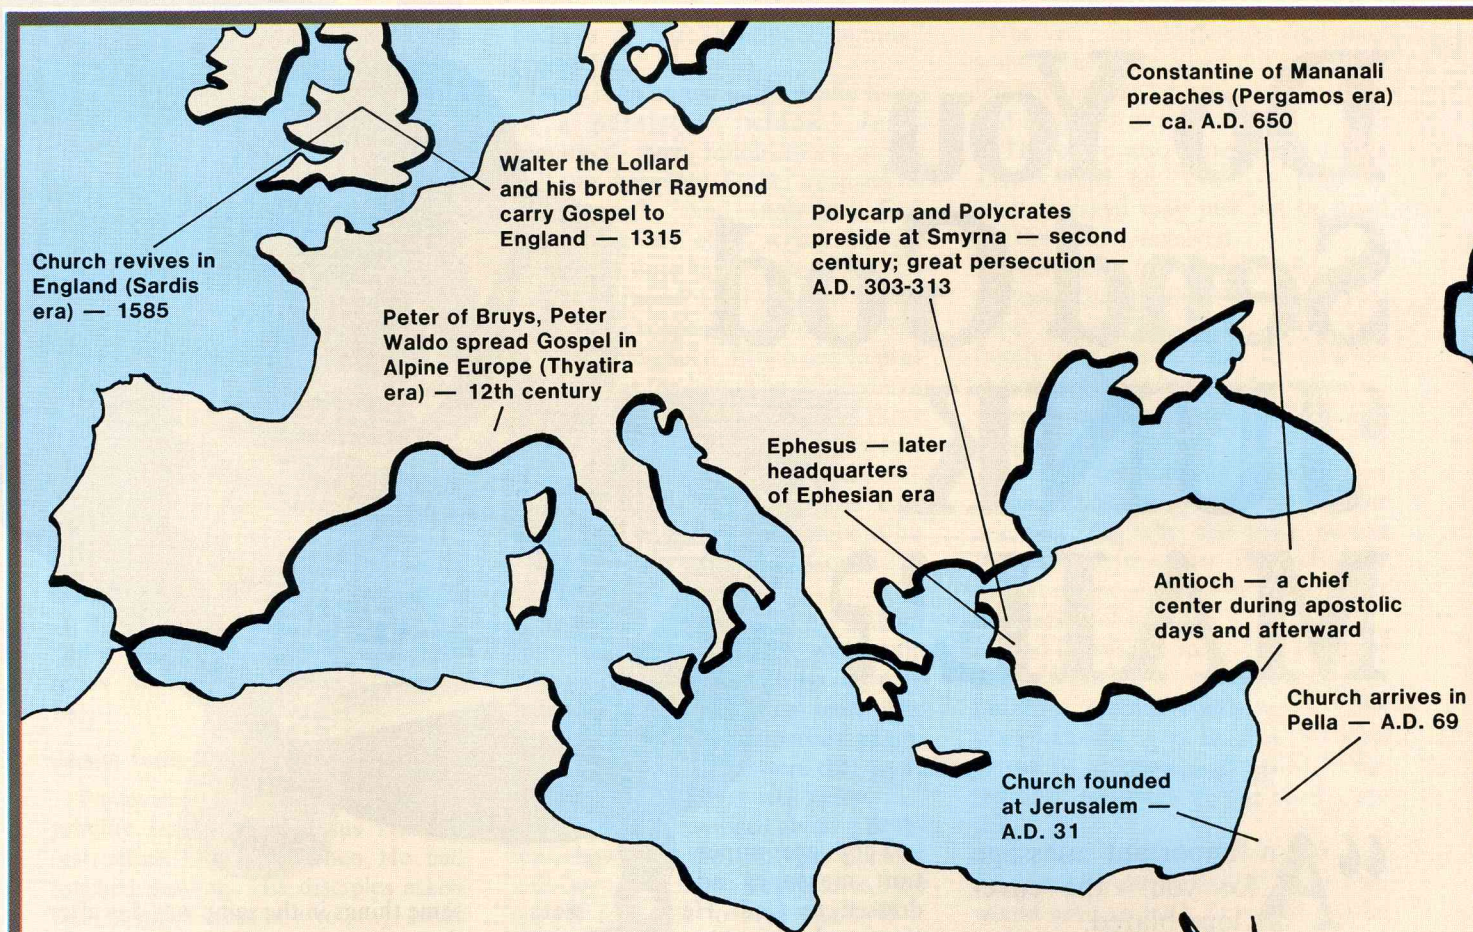 Constantine of Mananali
preaches (Pergamos era)
— ca. A.D. 650
Walter the Lollard
and his brother Raymond
carry Gospel to
England — 1315
Polycarp and Polycrates
preside at Smyrna — second
century; great persecution —
A.D. 303-313
Church revives in
England (Sardis
era) — 1585
Peter of Bruys, Peter
Waldo spread Gospel in
Alpine Europe (Thyatira
era) — 12th century
Ephesus — later
headquarters
of Ephesian era
Antioch — a chief
center during apostolic
days and afterward
Church arrives in
Pella — A.D. 69
Church founded
at Jerusalem —
A.D. 31